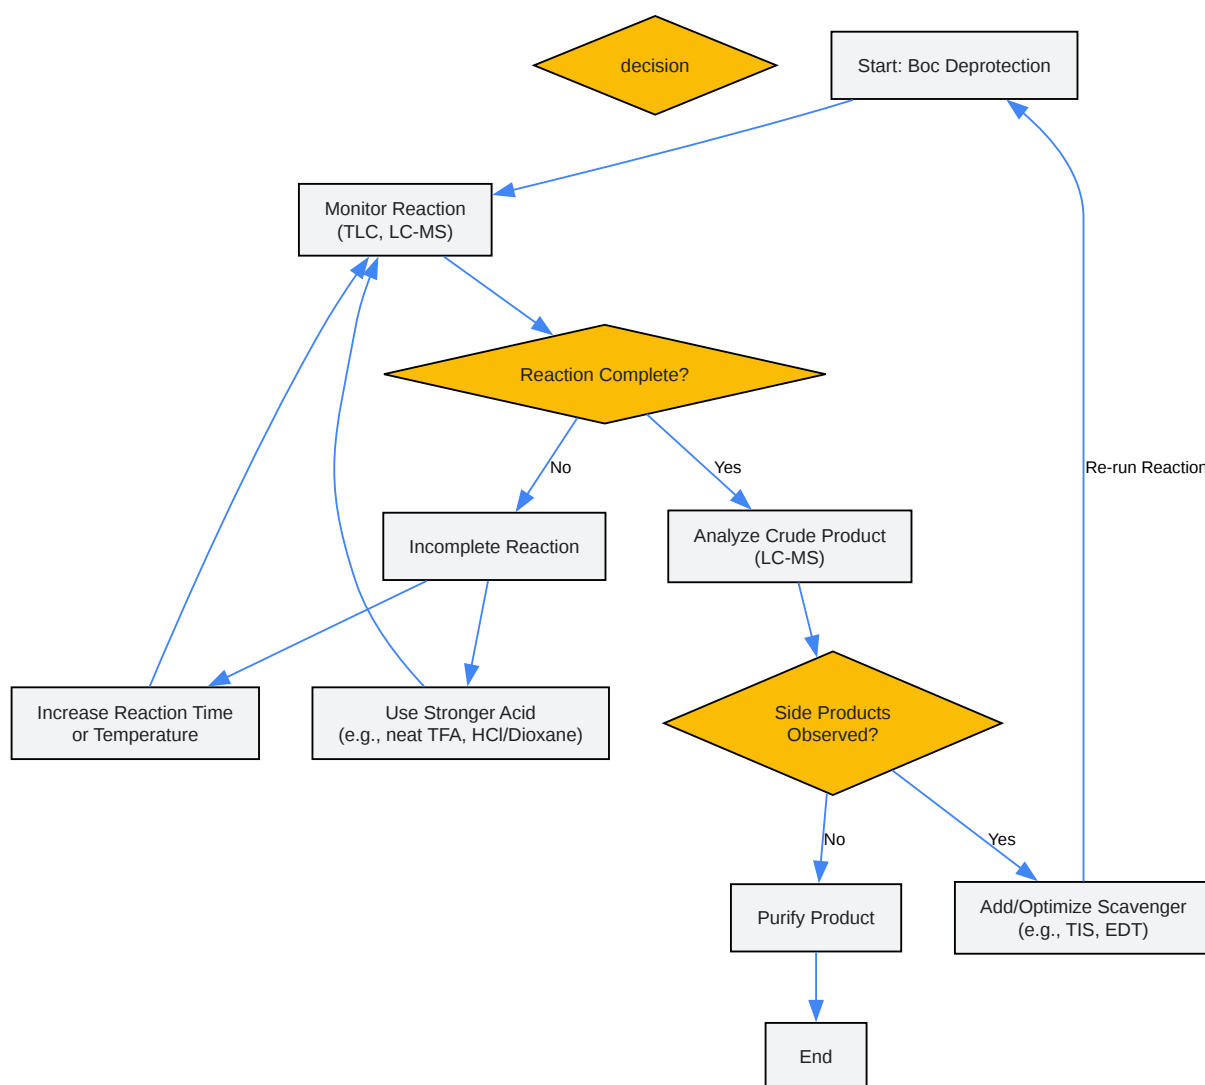 decision
Start: Boc Deprotection
Monitor Reaction
(TLC, LC-MS)
Reaction Complete?
No
Yes
Re-run Reaction
Incomplete Reaction
Analyze Crude Product
(LC-MS)
Increase Reaction Time
or Temperature
Use Stronger Acid
(e.g., neat TFA, HCl/Dioxane)
Side Products
Observed?
No
Yes
Purify Product
Add/Optimize Scavenger
(e.g., TIS, EDT)
End